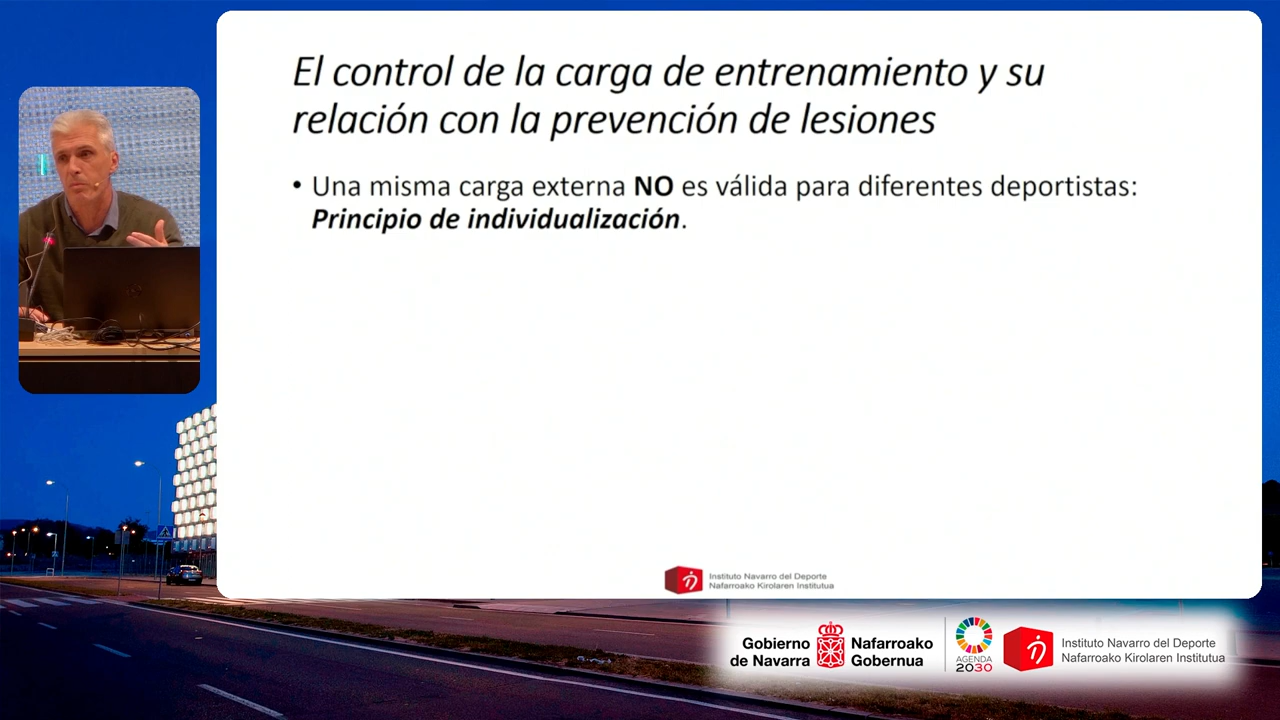 El control de la carga de entrenamiento y su
relación con la prevención de lesiones
• Una misma carga externa NO es válida para diferentes deportistas:
Principio de individualización.
Instituto Navarro del Deporte
Nafarroako Kirolaren Institutua
Gobierno
de Navarra
Nafarroako
Gobernua
AGENDA
2030
Instituto Navarro del Deporte
Nafarroako Kirolaren Institutua